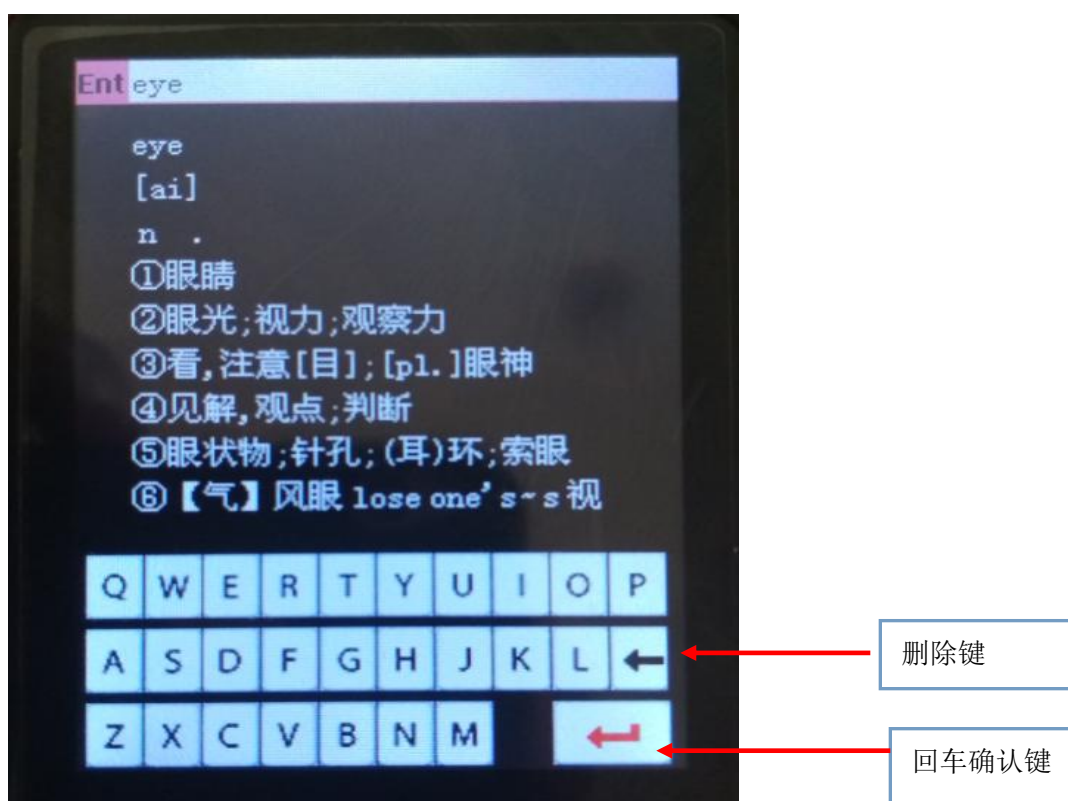 Ent eye
eye
[ai]
n .
①眼睛
②眼光;视力;观察力
③看,注意[目];[pl.]眼神
④见解,观点;判断
⑤眼状物;针孔;(耳)环;索眼
⑥【气】风眼 lose one's~s 视
Q W E R T Y U I O P
A S D F G H J K L ←
删除键
Z X C V B N M
回车确认键